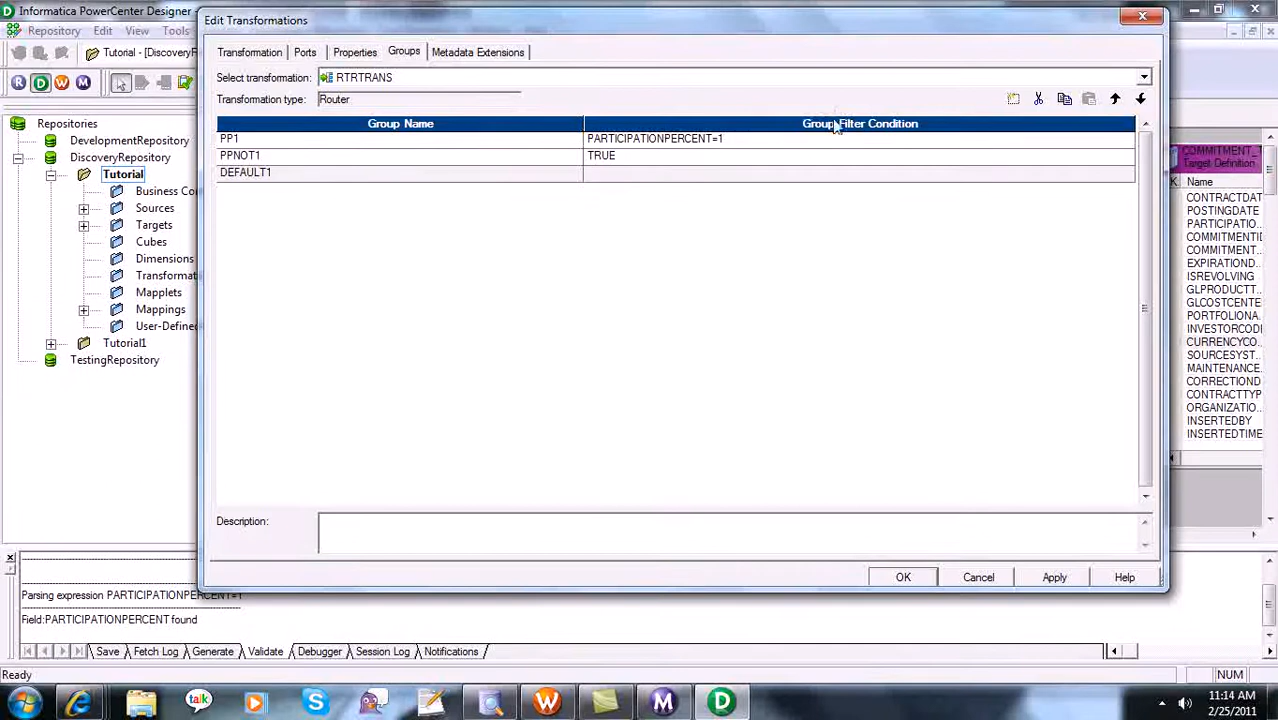 Informatica PowerCenter Designer
Edit Transformations
Repository Edit View Tools
Tutorial - [DiscoveryR
R D W M
Transformation Ports Properties Groups Metadata Extensions
Select transformation: RTRTRANS
Transformation type: Router
Group Name Group Filter Condition
PP1 PARTICIPATIONPERCENT=1
PPNOT1 TRUE
DEFAULT1
Repositories
DevelopmentRepository
DiscoveryRepository
Tutorial
Business Co
Sources
Targets
Cubes
Dimensions
Transformat
Mapplets
Mappings
User-Defined
Tutorial1
TestingRepository
COMMITMENT_
Target Definition
K. Name
CONTRACTDAT
POSTINGDATE
PARTICIPATIO...
COMMITMENTID
EXPIRATIOND...
ISREVOLVING
GLPRODUCTT...
GLCOSTCENTE
PORTFOLIONA...
INVESTORCODE
CURRENCYCO...
SOURCESYST...
MAINTENANCE...
CORRECTIOND...
CONTRACTTYP...
ORGANIZATIO...
INSERTEDBY
INSERTEDTIME
Description:
OK Cancel Apply Help
Parsing expression PARTICIPATIONPERCENT=1
Field:PARTICIPATIONPERCENT found
Save Fetch Log Generate Validate Debugger Session Log Notifications
Ready NUM
talk W M D
11:14 AM
2/25/2011